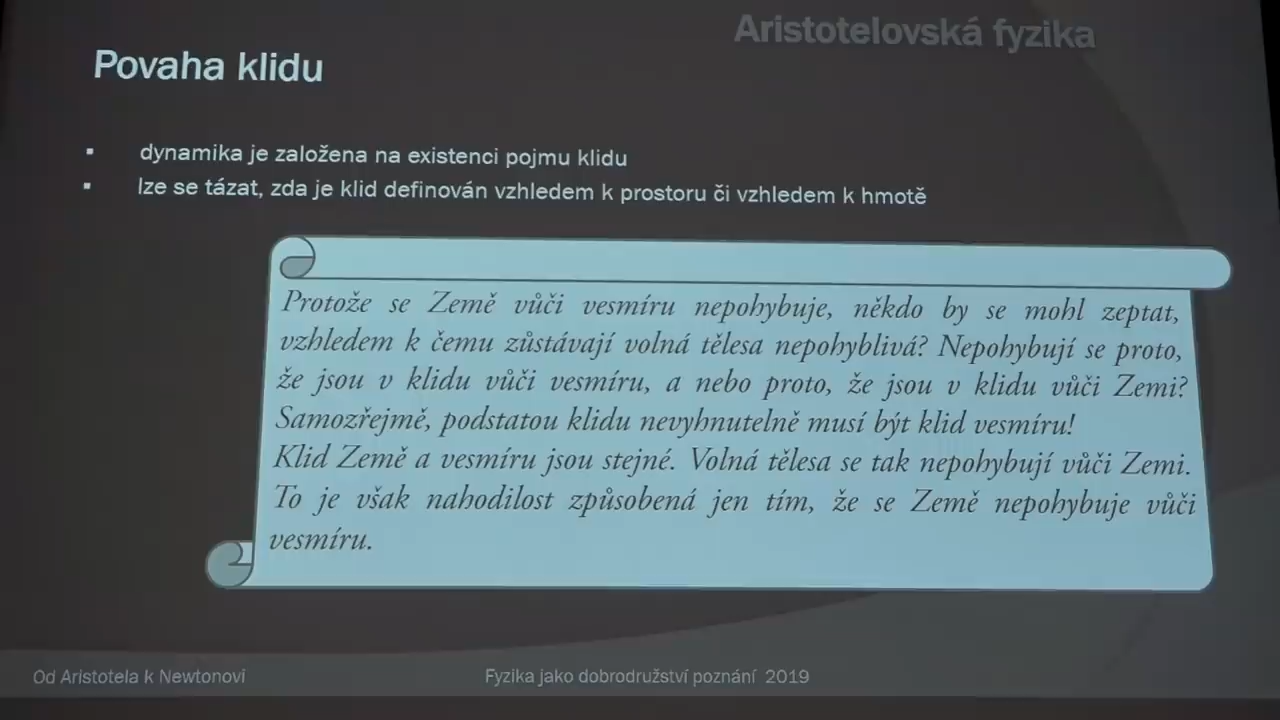 Aristotelovská fyzika
Povaha klidu
▪ dynamika je založena na existenci pojmu klidu
▪ lze se tázat, zda je klid definován vzhledem k prostoru či vzhledem k hmotě
Protože se Země vůči vesmíru nepohybuje, někdo by se mohl zeptat,
vzhledem k čemu zůstávají volná tělesa nepohyblivá? Nepohybují se proto,
že jsou v klidu vůči vesmíru, a nebo proto, že jsou v klidu vůči Zemi?
Samozřejmě, podstatou klidu nevyhnutelně musí být klid vesmíru!
Klid Země a vesmíru jsou stejné. Volná tělesa se tak nepohybují vůči Zemi.
To je však nahodilost způsobená jen tím, že se Země nepohybuje vůči
vesmíru.
Od Aristotela k Newtonovi
Fyzika jako dobrodružství poznání 2019